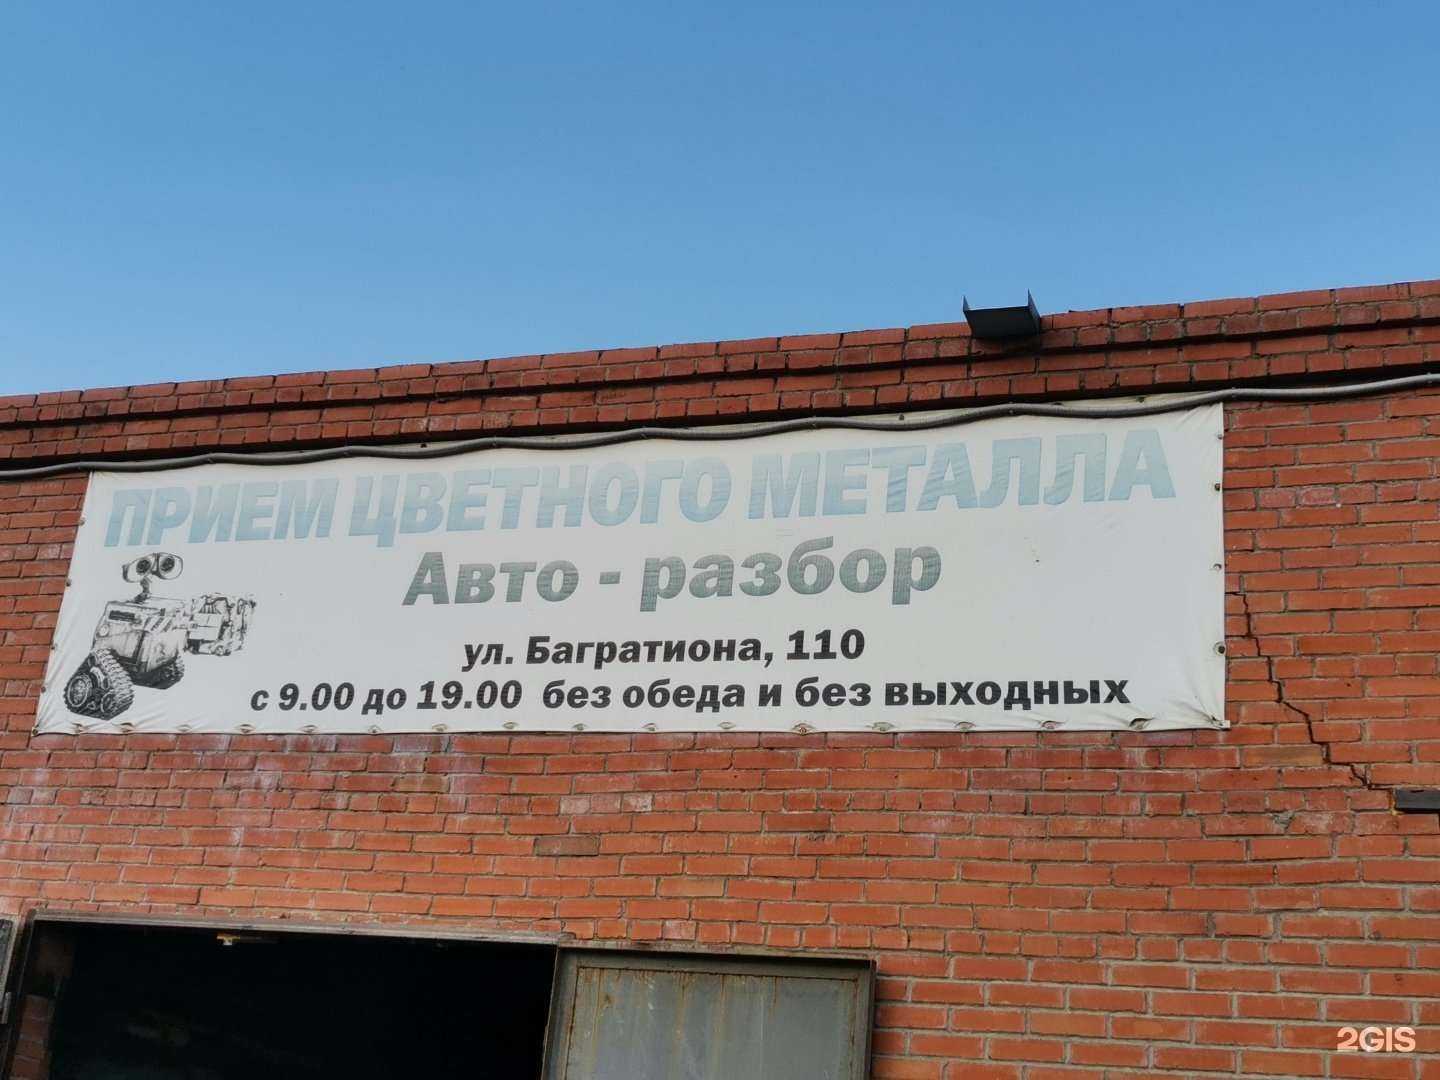 ПРИЕМ ЦВЕТНОГО МЕТАЛЛА
Авто - разбор
ул. Багратиона, 110
с 9.00 до 19.00 без обеда и без выходных
2GIS